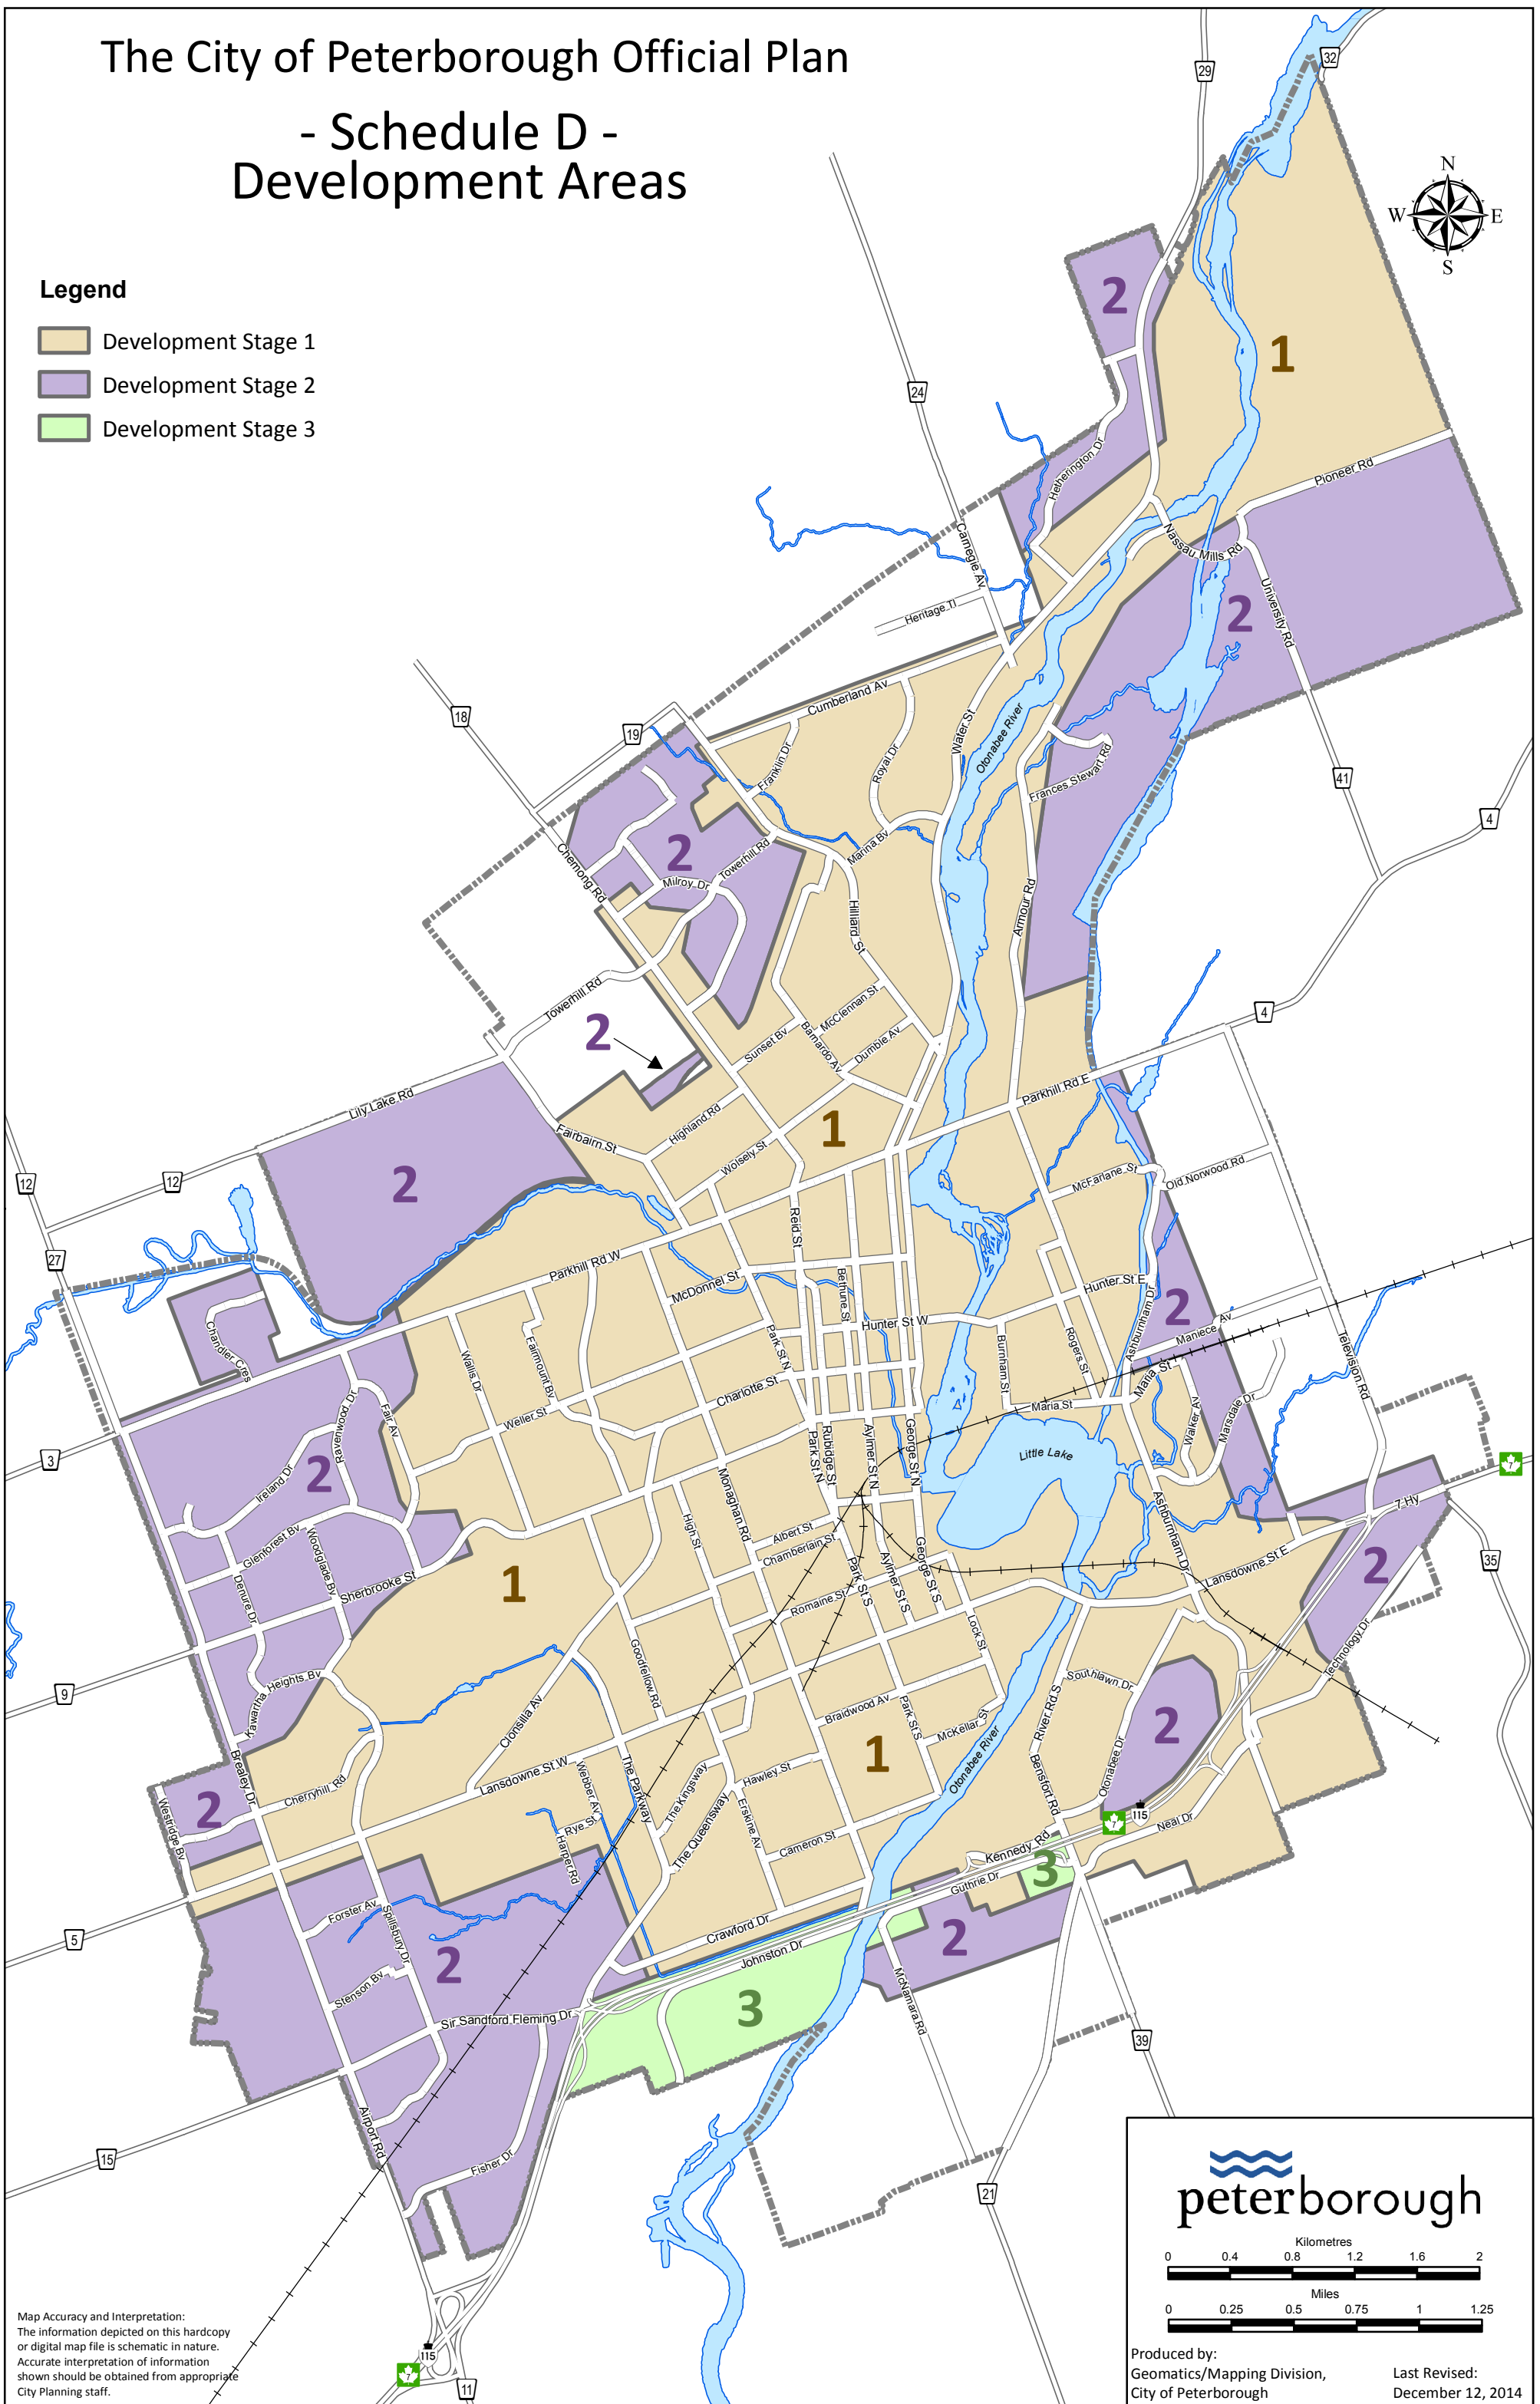 The City of Peterborough Official Plan
- Schedule D -
Development Areas
Legend
Development Stage 1
Development Stage 2
Development Stage 3
N
W
E
S
29
32
24
18
19
41
4
4
12
12
27
3
9
5
15
11
21
39
35
7
7
7
115
115
1
1
1
1
2
2
2
2
2
2
2
2
2
2
2
2
3
3
Hetherington Dr
Pioneer Rd
Nassau Mills Rd
University Rd
Carnegie Av
Heritage Tl
Cumberland Av
Franklin Dr
Royal Dr
Water St
Otonabee River
Frances Stewart Rd
Chemong Rd
Towerhill Rd
Milroy Dr
Marina Bv
Hilliard St
Armour Rd
Towerhill Rd
Sunset Bv
Barnardo Av
McClennan St
Dumble Av
Lily Lake Rd
Fairbairn St
Highland Rd
Wolsely St
Parkhill Rd E
McFarlane St
Old Norwood Rd
Reid St
Parkhill Rd W
McDonnel St
Bethune St
Hunter St W
Hunter St E
Ashburnham Dr
Maniece Av
Television Rd
Chandler Cres
Wallis Dr
Fairmount Bv
Park St N
Burnham St
Rogers St
Maria St
Maria St
Walker Av
Marsdale Dr
Charlotte St
Weller St
Ravenwood Dr
Fair Av
Ireland Dr
Rubidge St
Park St N
Aylmer St N
George St N
Little Lake
Monaghan Rd
High St
Albert St
Chamberlain St
Glenforest Bv
Woodglade Bv
Denure Dr
Sherbrooke St
Park St S
Aylmer St S
George St S
Romaine St
Lock St
Ashburnham Dr
Lansdowne St E
7 Hy
Technology Dr
Kawartha Heights Bv
Goodfellow Rd
Clonsilla Av
Braidwood Av
Park St S
McKellar St
Southlawn Dr
River Rd S
Otonabee River
Bensfort Rd
Otonabee Dr
Brealey Dr
Westridge Bv
Cherryhill Rd
Lansdowne St W
Webber Av
The Parkway
The Kingsway
Hawley St
Rye St
Harper Rd
The Queensway
Erskine Av
Cameron St
Kennedy Rd
Guthrie Dr
Neal Dr
Forster Av
Spillsbury Dr
Stenson Bv
Crawford Dr
Johnston Dr
McNamara Rd
Sir Sandford Fleming Dr
Airport Rd
Fisher Dr
peterborough
Kilometres
0 0.4 0.8 1.2 1.6 2
Miles
0 0.25 0.5 0.75 1 1.25
Produced by:
Geomatics/Mapping Division,
City of Peterborough
Last Revised:
December 12, 2014
Map Accuracy and Interpretation:
The information depicted on this hardcopy
or digital map file is schematic in nature.
Accurate interpretation of information
shown should be obtained from appropriate
City Planning staff.